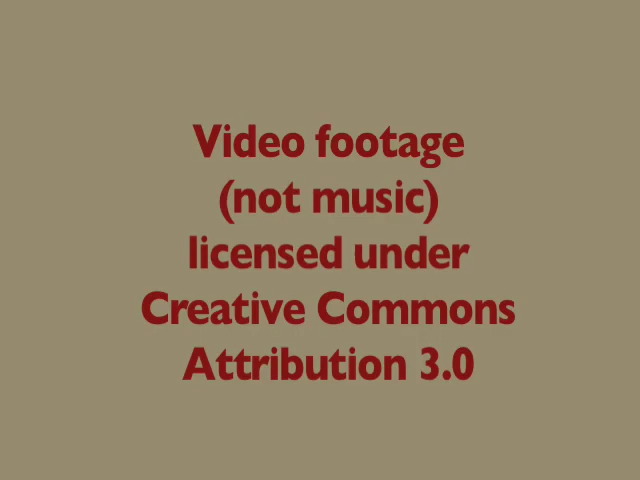 Video footage
(not music)
licensed under
Creative Commons
Attribution 3.0